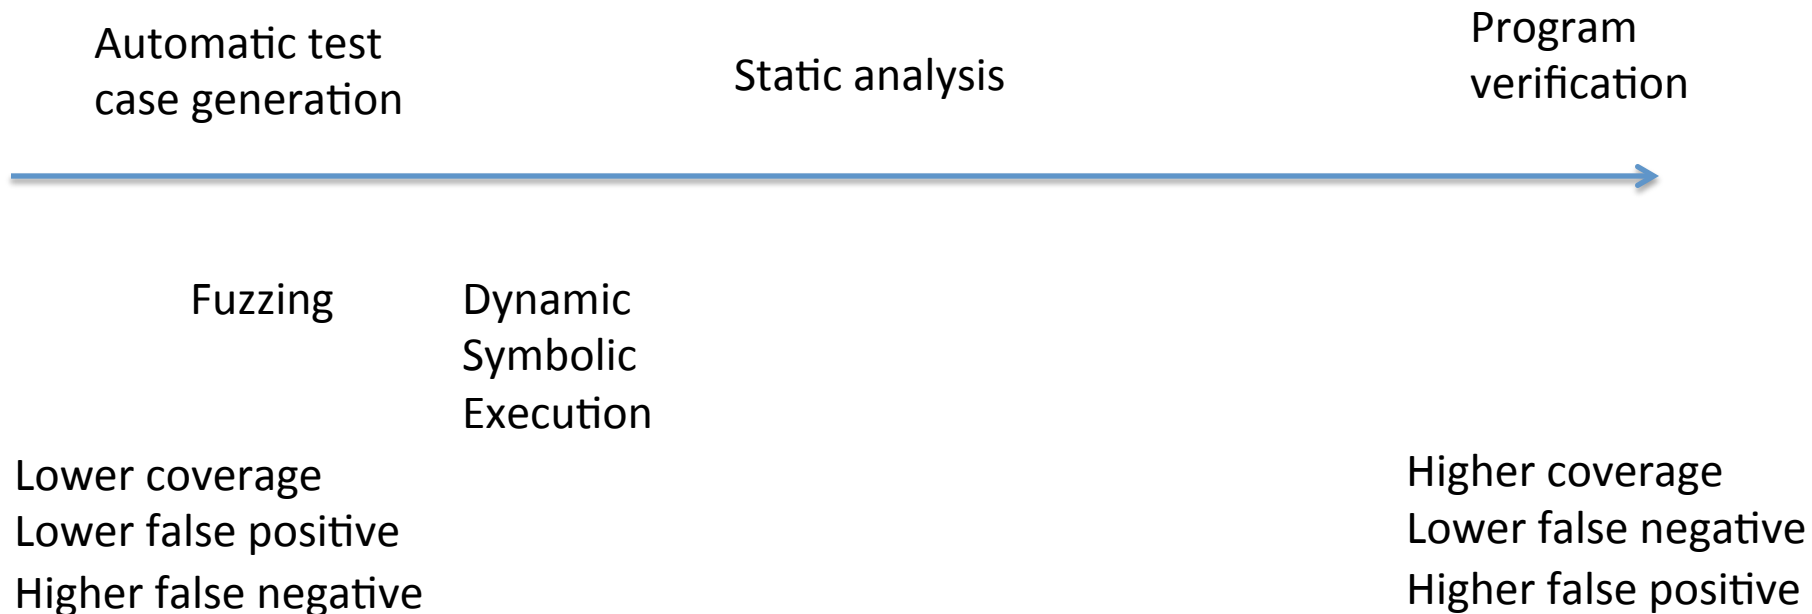 Automatic test
case generation
Static analysis
Program
verification
Fuzzing
Dynamic
Symbolic
Execution
Lower coverage
Lower false positive
Higher false negative
Higher coverage
Lower false negative
Higher false positive